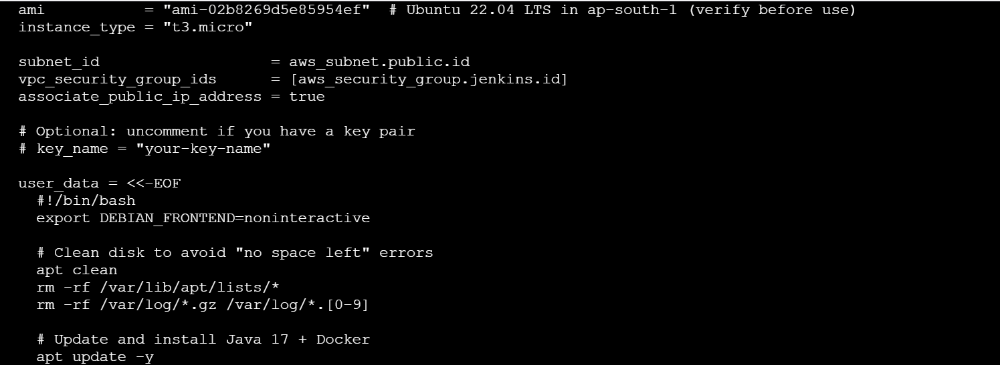 ami           = "ami-02b8269d5e85954ef"  # Ubuntu 22.04 LTS in ap-south-1 (verify before use)
instance_type = "t3.micro"

subnet_id                   = aws_subnet.public.id
vpc_security_group_ids      = [aws_security_group.jenkins.id]
associate_public_ip_address = true

# Optional: uncomment if you have a key pair
# key_name = "your-key-name"

user_data = <<-EOF
  #!/bin/bash
  export DEBIAN_FRONTEND=noninteractive

  # Clean disk to avoid "no space left" errors
  apt clean
  rm -rf /var/lib/apt/lists/*
  rm -rf /var/log/*.gz /var/log/*.[0-9]

  # Update and install Java 17 + Docker
  apt update -y